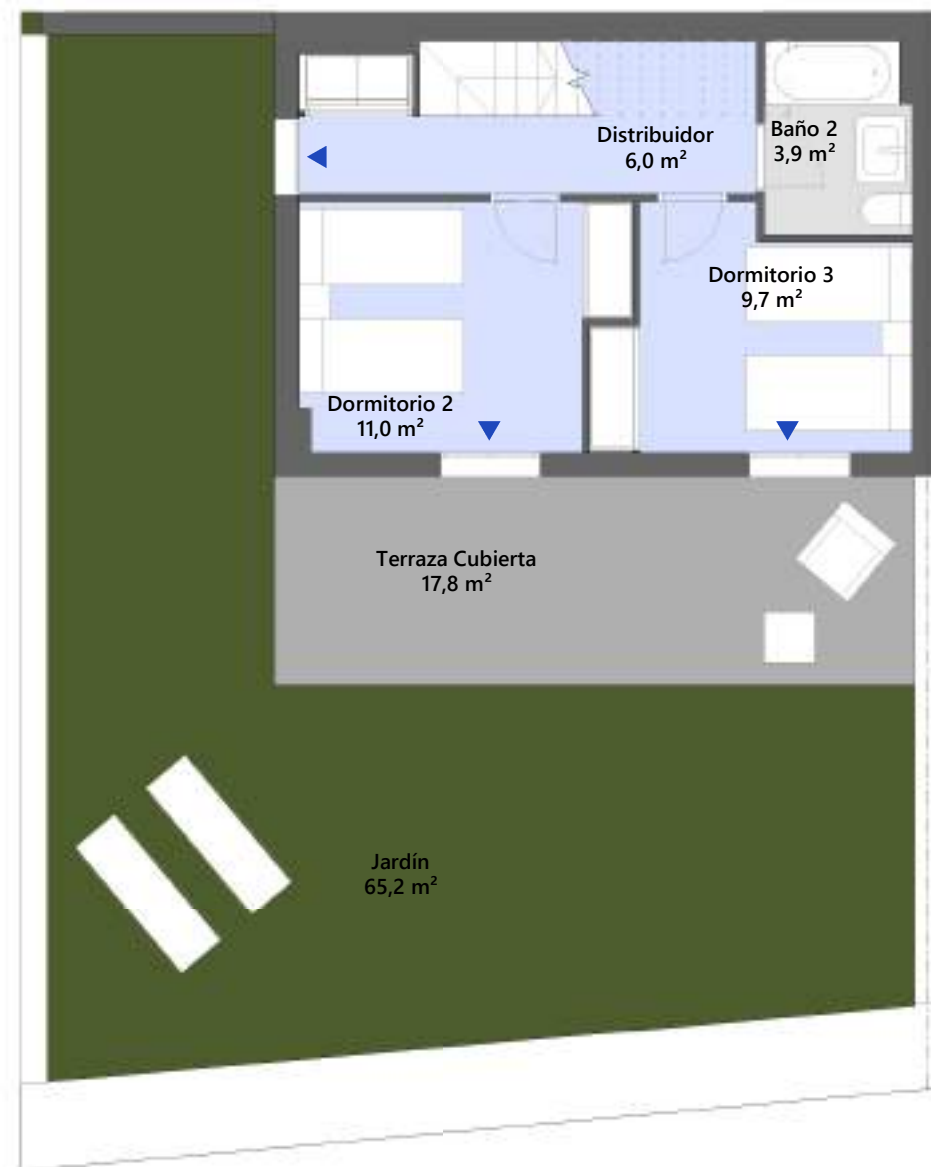 Distribuidor
6,0 m²
Baño 2
3,9 m²
Dormitorio 3
9,7 m²
Dormitorio 2
11,0 m²
Terraza Cubierta
17,8 m²
Jardín
65,2 m²